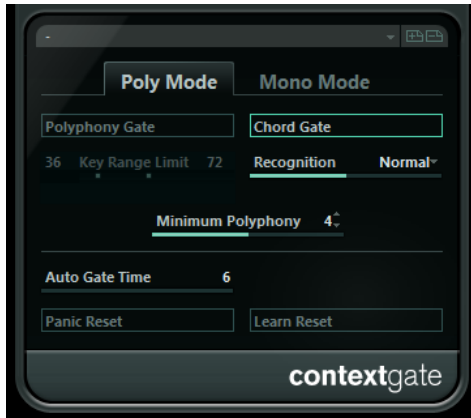 -
Poly Mode Mono Mode
Polyphony Gate Chord Gate
36 Key Range Limit 72 Recognition Normal
Minimum Polyphony 4
Auto Gate Time 6
Panic Reset Learn Reset
contextgate